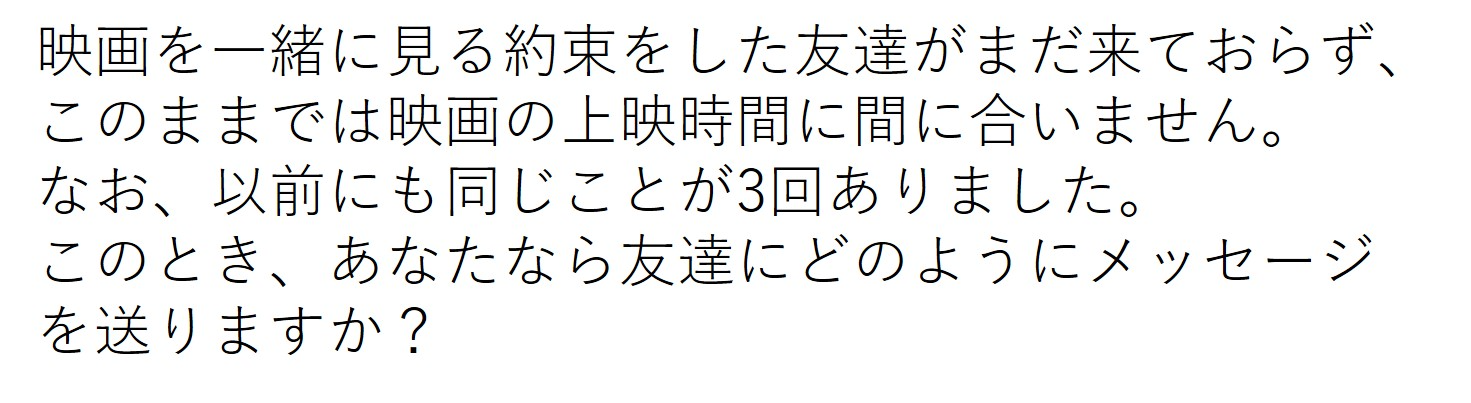 映画を一緒に見る約束をした友達がまだ来ておらず、
このままでは映画の上映時間に間に合いません。
なお、以前にも同じことが3回ありました。
このとき、あなたなら友達にどのようにメッセージ
を送りますか？